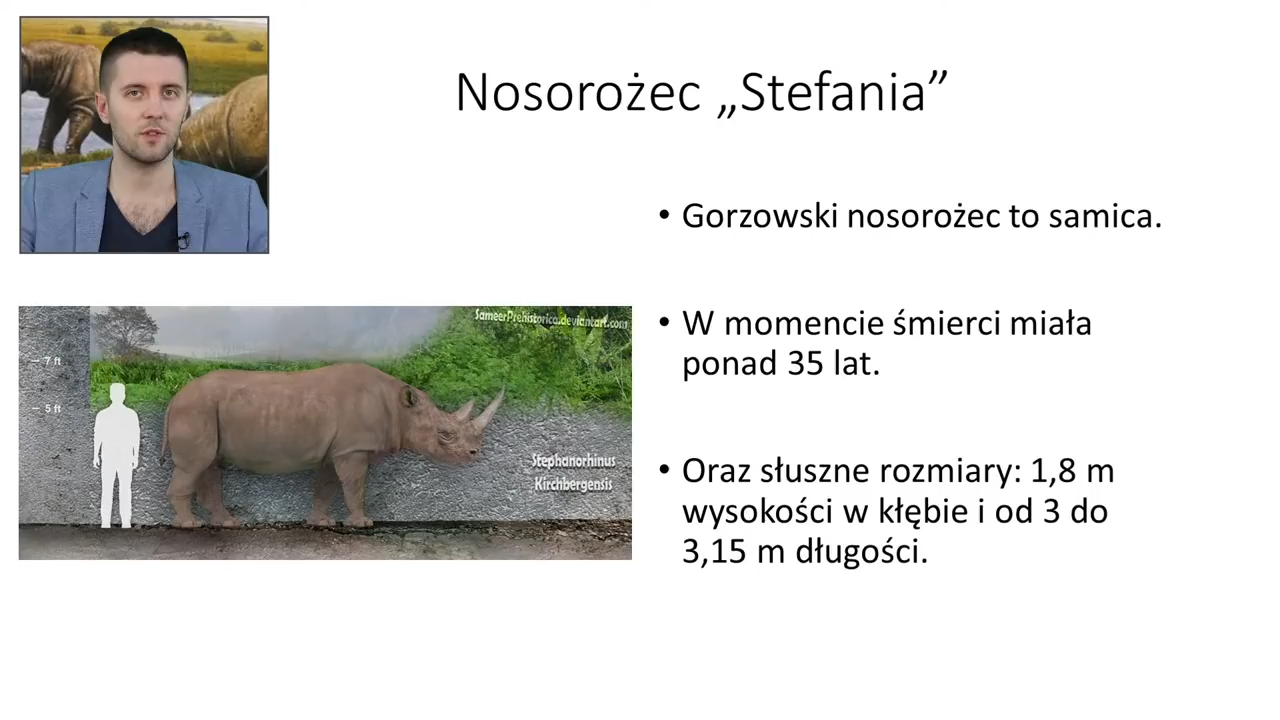 Nosorożec „Stefania”
• Gorzowski nosorożec to samica.
• W momencie śmierci miała
ponad 35 lat.
• Oraz słuszne rozmiary: 1,8 m
wysokości w kłębie i od 3 do
3,15 m długości.
SameerPrehistorica.deviantart.com
7 ft
5 ft
Stephanorhinus
Kirchbergensis